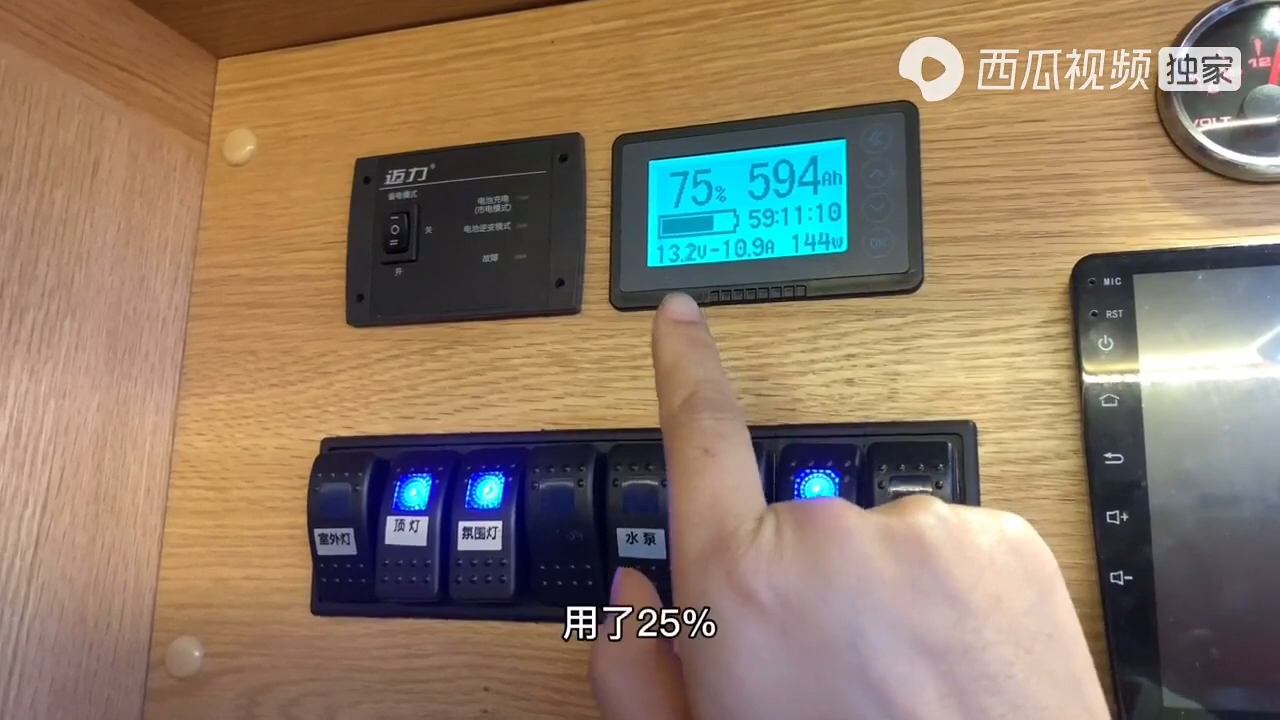 西瓜视频 独家
12
VOLT
迈力®
省电模式
关
开
电池充电
(市电模式)
电池逆变模式
故障
75% 594Ah
59:11:10
13.2V-10.9A 144W
OK
MIC
RST
室外灯
顶灯
氛围灯
水泵
用了25%